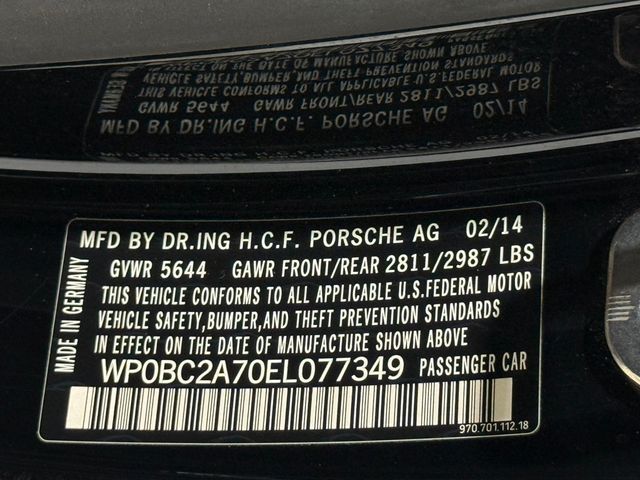 MFD BY DR.ING H.C.F. PORSCHE AG 02/14
GVWR 5644 GAWR FRONT/REAR 2811/2987 LBS
THIS VEHICLE CONFORMS TO ALL APPLICABLE U.S.FEDERAL MOTOR
VEHICLE SAFETY,BUMPER,AND THEFT PREVENTION STANDARDS
IN EFFECT ON THE DATE OF MANUFACTURE SHOWN ABOVE
WP0BC2A70EL077349 PASSENGER CAR
970.701.112.18
MADE IN GERMANY